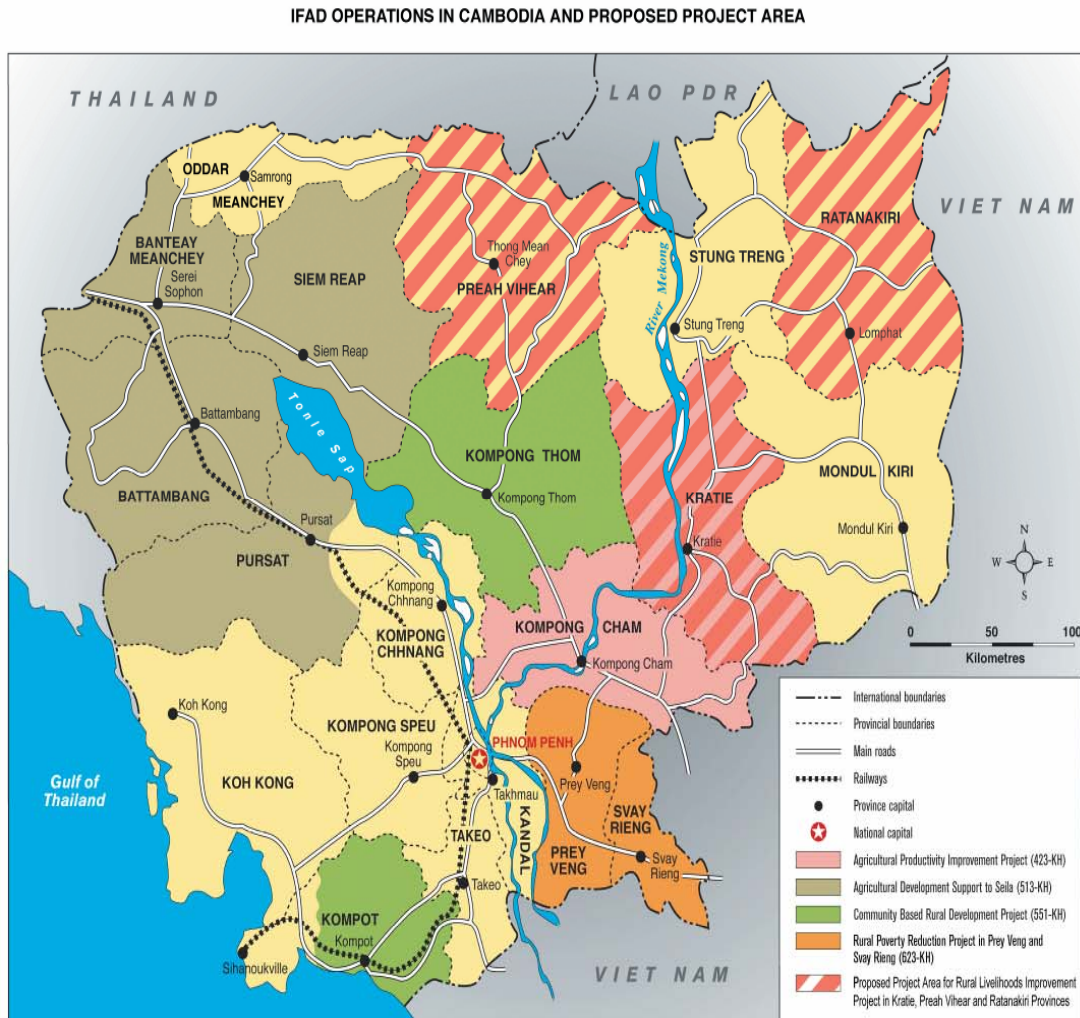 IFAD OPERATIONS IN CAMBODIA AND PROPOSED PROJECT AREA
THAILAND
LAO PDR
VIET NAM
ODDAR
MEANCHEY
Samrong
BANTEAY
MEANCHEY
Serei
Sophon
SIEM REAP
Siem Reap
Thong Mean
Chey
PREAH VIHEAR
River Mekong
STUNG TRENG
Stung Treng
RATANAKIRI
Lomphat
Battambang
BATTAMBANG
Tonle Sap
KOMPONG THOM
Kompong Thom
KRATIE
Kratie
MONDUL KIRI
Mondul Kiri
Pursat
PURSAT
Kompong
Chhnang
KOMPONG
CHHNANG
KOMPONG CHAM
Kompong Cham
N
W E
S
0 50 100
Kilometres
Koh Kong
KOH KONG
KOMPONG SPEU
Kompong
Speu
PHNOM PENH
Takhmau
KANDAL
Prey Veng
PREY
VENG
SVAY
RIENG
Svay
Rieng
TAKEO
Takeo
KOMPOT
Kompot
Sihanoukville
Gulf of
Thailand
VIET NAM
International boundaries
Provincial boundaries
Main roads
Railways
Province capital
National capital
Agricultural Productivity Improvement Project (423-KH)
Agricultural Development Support to Seila (513-KH)
Community Based Rural Development Project (551-KH)
Rural Poverty Reduction Project in Prey Veng and
Svay Rieng (623-KH)
Proposed Project Area for Rural Livelihoods Improvement
Project in Kratie, Preah Vihear and Ratanakiri Provinces